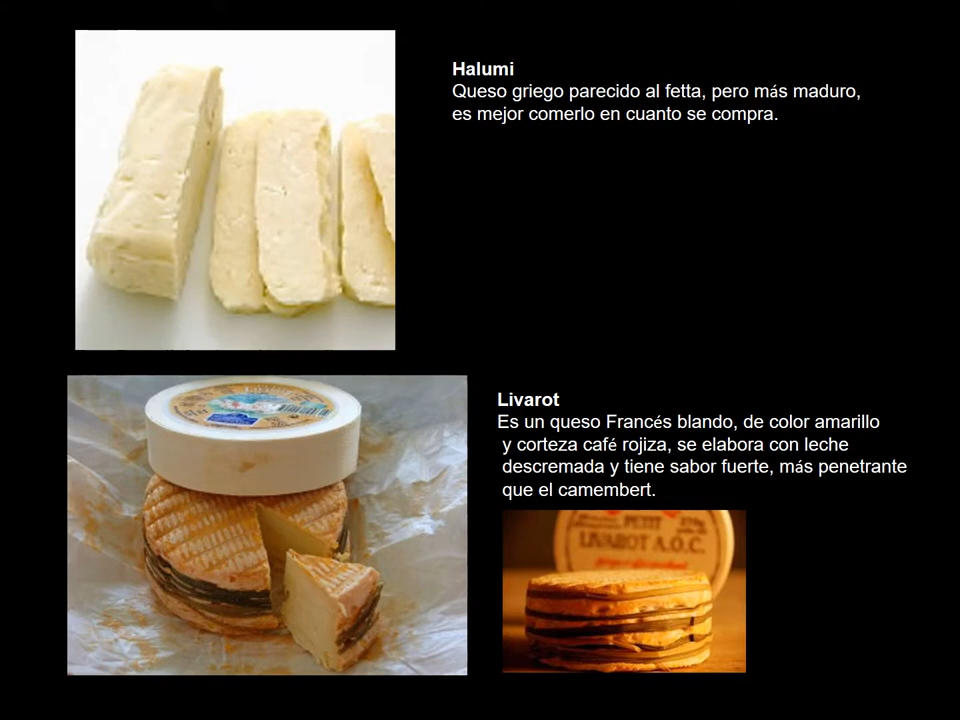 Halumi
Queso griego parecido al fetta, pero más maduro,
es mejor comerlo en cuanto se compra.
Livarot
Es un queso Francés blando, de color amarillo
y corteza café rojiza, se elabora con leche
descremada y tiene sabor fuerte, más penetrante
que el camembert.
PETIT
LIVAROT A.O.C.